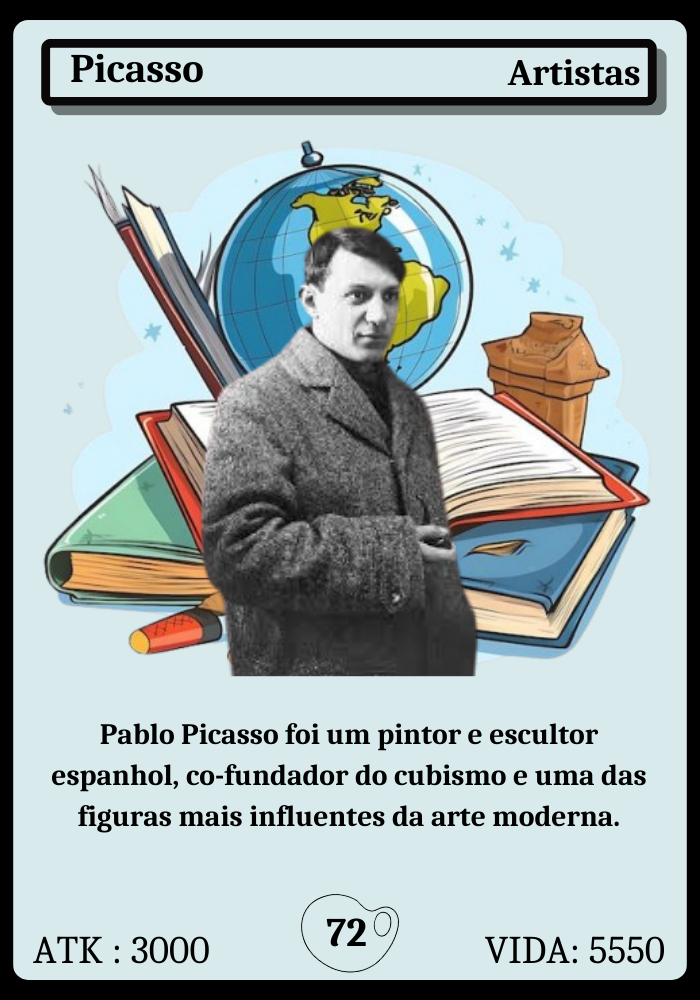 Picasso
Artistas
Pablo Picasso foi um pintor e escultor
espanhol, co-fundador do cubismo e uma das
figuras mais influentes da arte moderna.
72
ATK : 3000
VIDA: 5550